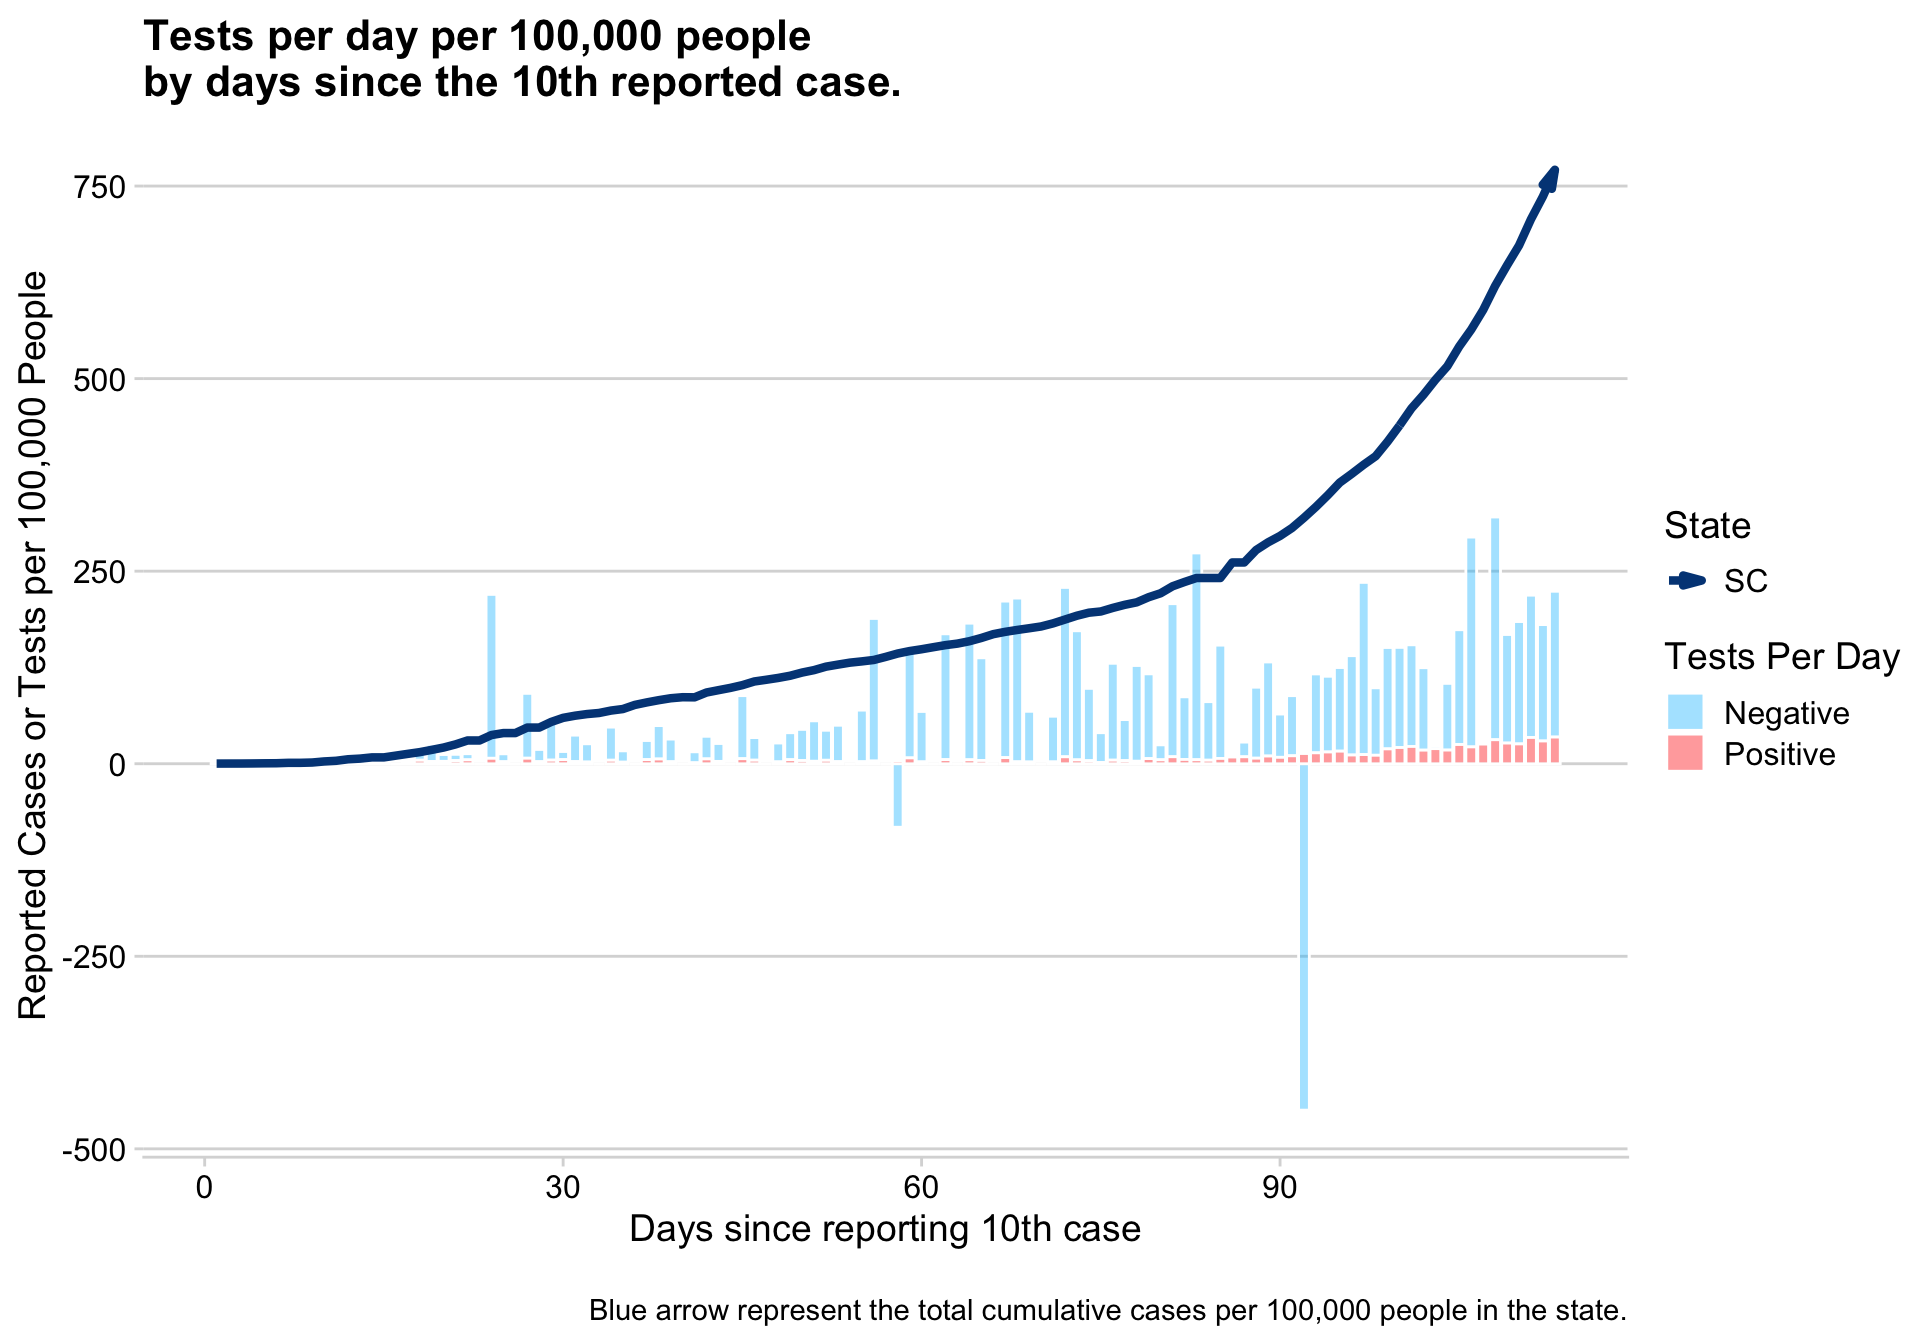 Tests per day per 100,000 people
by days since the 10th reported case.
Reported Cases or Tests per 100,000 People
750
500
250
0
-250
-500
0
30
60
90
Days since reporting 10th case
State
SC
Tests Per Day
Negative
Positive
Blue arrow represent the total cumulative cases per 100,000 people in the state.